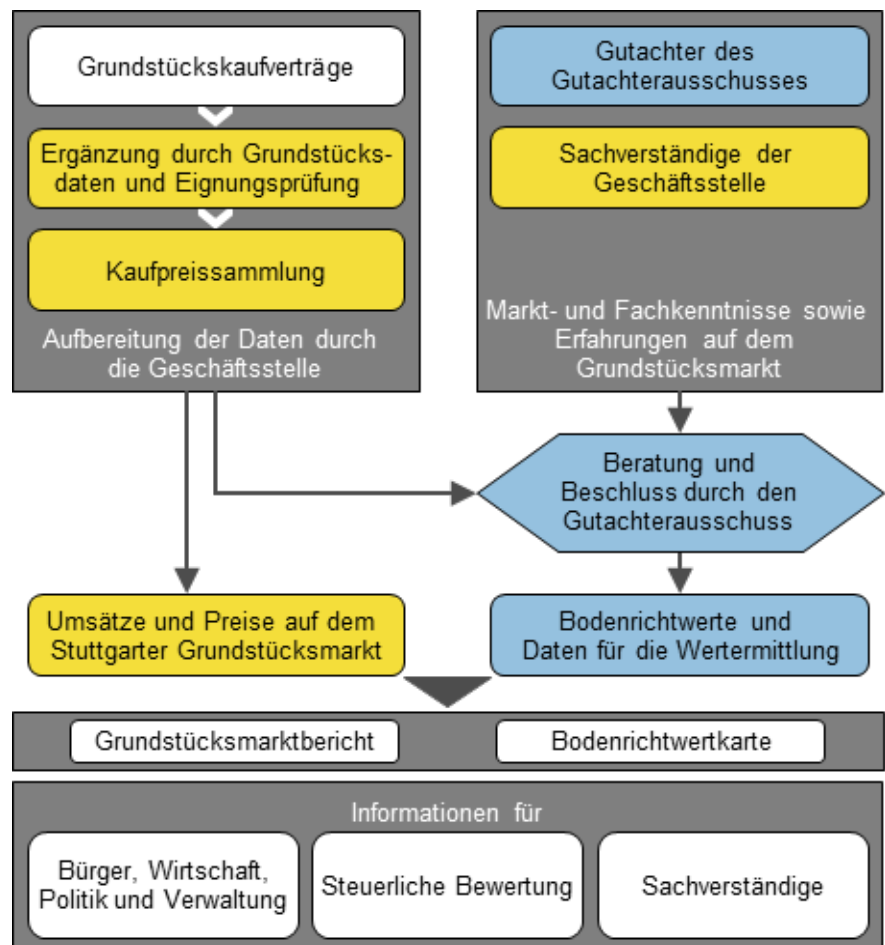 Grundstückskaufverträge
Ergänzung durch Grundstücks-
daten und Eignungsprüfung
Kaufpreissammlung
Aufbereitung der Daten durch
die Geschäftsstelle
Gutachter des
Gutachterausschusses
Sachverständige der
Geschäftsstelle
Markt- und Fachkenntnisse sowie
Erfahrungen auf dem
Grundstücksmarkt
Beratung und
Beschluss durch den
Gutachterausschuss
Umsätze und Preise auf dem
Stuttgarter Grundstücksmarkt
Bodenrichtwerte und
Daten für die Wertermittlung
Grundstücksmarktbericht
Bodenrichtwertkarte
Informationen für
Bürger, Wirtschaft,
Politik und Verwaltung
Steuerliche Bewertung
Sachverständige